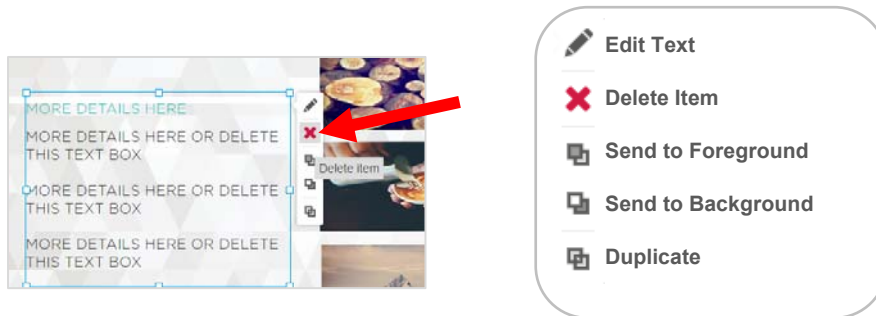 MORE DETAILS HERE
MORE DETAILS HERE OR DELETE
THIS TEXT BOX
MORE DETAILS HERE OR DELETE
THIS TEXT BOX
MORE DETAILS HERE OR DELETE
THIS TEXT BOX
Delete item
Edit Text
Delete Item
Send to Foreground
Send to Background
Duplicate